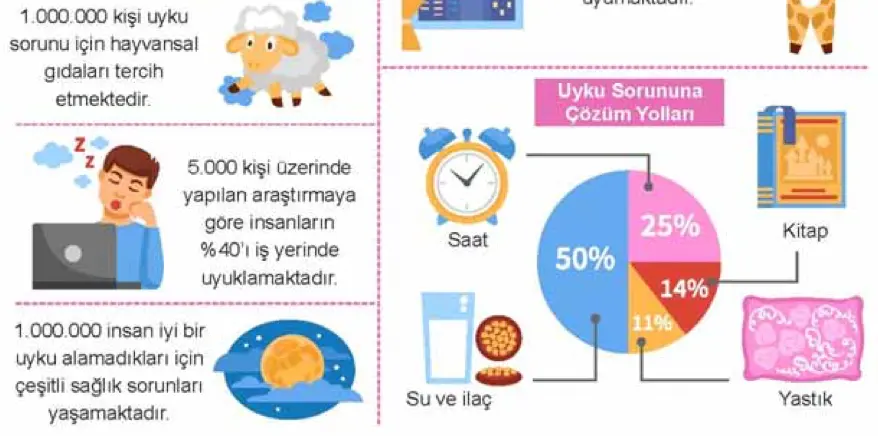 1.000.000 kişi uyku
sorunu için hayvansal
gıdaları tercih
etmektedir.
z
z
5.000 kişi üzerinde
yapılan araştırmaya
göre insanların
%40'ı iş yerinde
uyuklamaktadır.
1.000.000 insan iyi bir
uyku alamadıkları için
çeşitli sağlık sorunları
yaşamaktadır.
Uyku Sorununa
Çözüm Yolları
Saat
Kitap
25%
50%
14%
11%
Su ve ilaç
Yastık